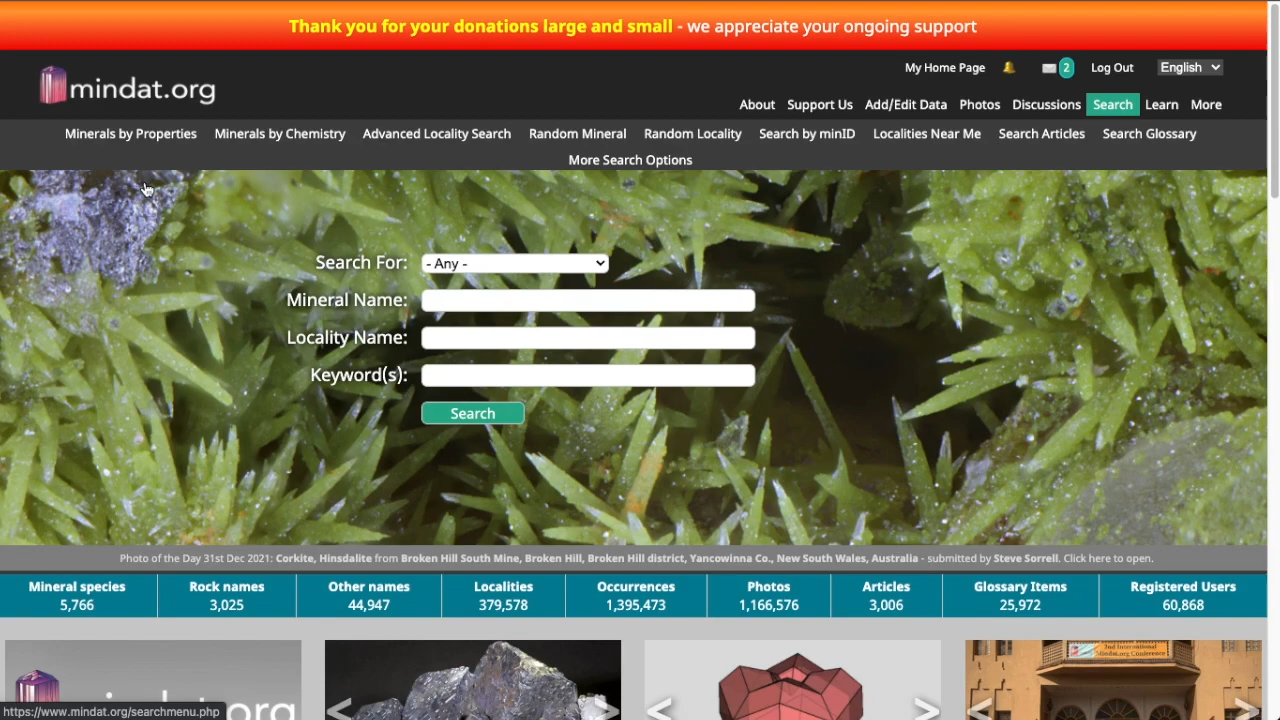 Thank you for your donations large and small - we appreciate your ongoing support
My Home Page 2 Log Out English
mindat.org
About Support Us Add/Edit Data Photos Discussions Search Learn More
Minerals by Properties Minerals by Chemistry Advanced Locality Search Random Mineral Random Locality Search by minID Localities Near Me Search Articles Search Glossary
More Search Options
Search For: - Any -
Mineral Name:
Locality Name:
Keyword(s):
Search
Photo of the Day 31st Dec 2021: Corkite, Hinsdalite from Broken Hill South Mine, Broken Hill, Broken Hill district, Yancowinna Co., New South Wales, Australia - submitted by Steve Sorrell. Click here to open.
Mineral species Rock names Other names Localities Occurrences Photos Articles Glossary Items Registered Users
5,766 3,025 44,947 379,578 1,395,473 1,166,576 3,006 25,972 60,868
2nd International
Mindat.org Conference
https://www.mindat.org/searchmenu.php